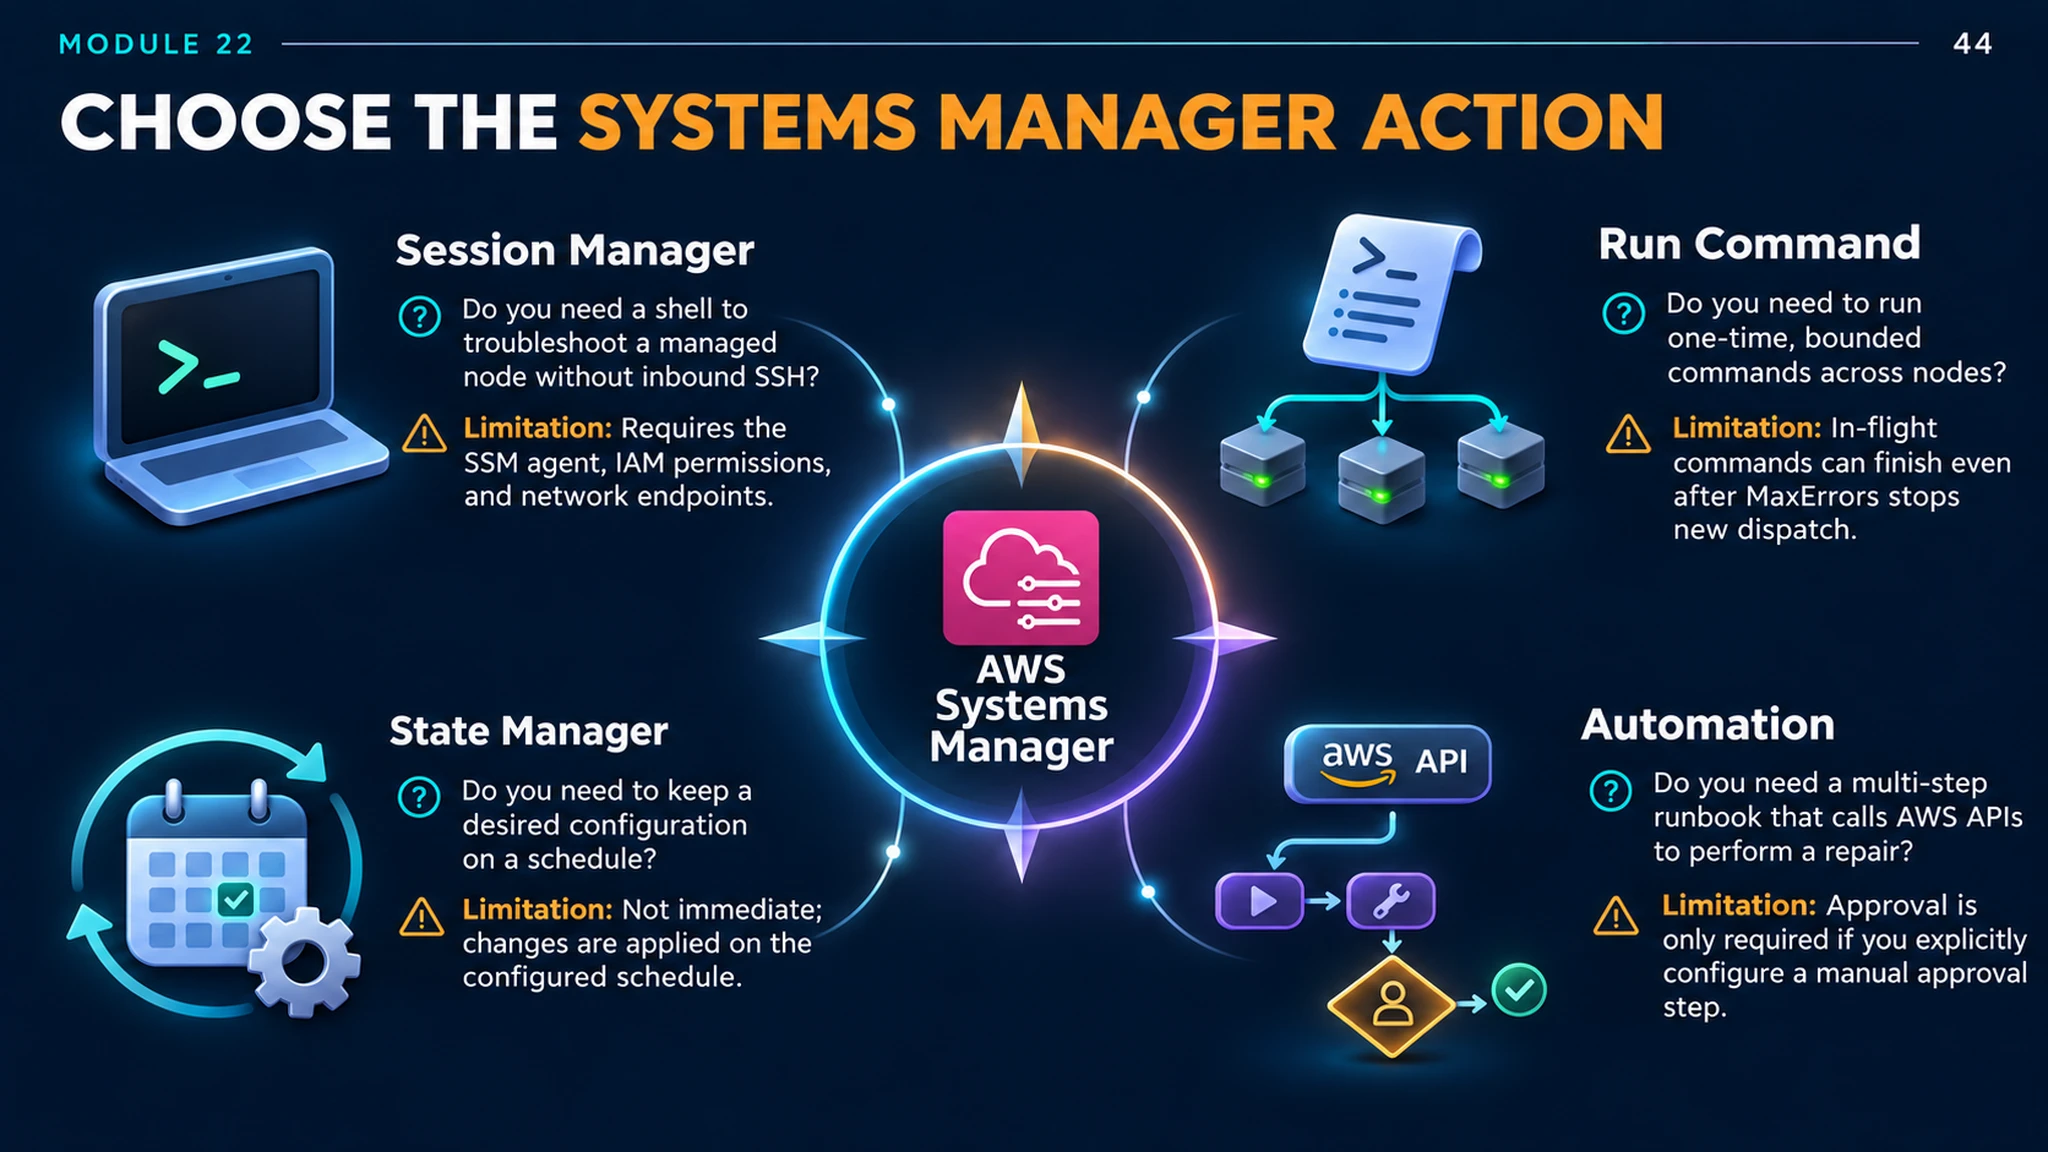 MODULE 22
44
CHOOSE THE SYSTEMS MANAGER ACTION
Session Manager
Do you need a shell to
troubleshoot a managed
node without inbound SSH?
Limitation: Requires the
SSM agent, IAM permissions,
and network endpoints.
Run Command
Do you need to run
one-time, bounded
commands across nodes?
Limitation: In-flight
commands can finish even
after MaxErrors stops
new dispatch.
AWS
Systems
Manager
State Manager
Do you need to keep a
desired configuration
on a schedule?
Limitation: Not immediate;
changes are applied on the
configured schedule.
aws API
Automation
Do you need a multi-step
runbook that calls AWS APIs
to perform a repair?
Limitation: Approval is
only required if you explicitly
configure a manual approval
step.